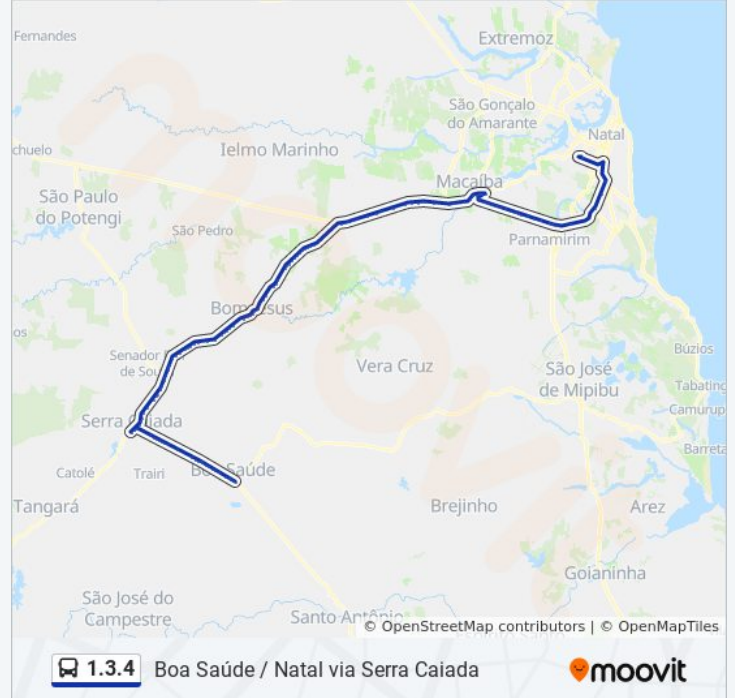 Fernandes
Extremoz
São Gonçalo
do Amarante
Natal
chuelo
Ielmo Marinho
Macaíba
São Paulo
do Potengi
São Pedro
Parnamirim
Bom
sus
os
Búzios
Senador
de Sou
Vera Cruz
São José
de Mipibu
Tabating
Camurup
Serra Caiada
Barreta
Catolé
Trairi
Boa Saúde
Tangará
Brejinho
Arez
Goianinha
São José do
Campestre
Santo Antônio
© OpenStreetMap contributors | © OpenMapTiles
1.3.4
Boa Saúde / Natal via Serra Caiada
moovit